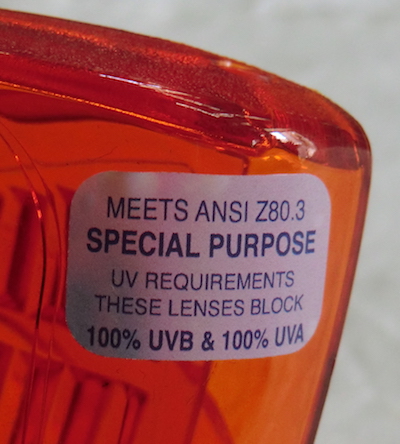 MEETS ANSI Z80.3
SPECIAL PURPOSE
UV REQUIREMENTS
THESE LENSES BLOCK
100% UVB & 100% UVA